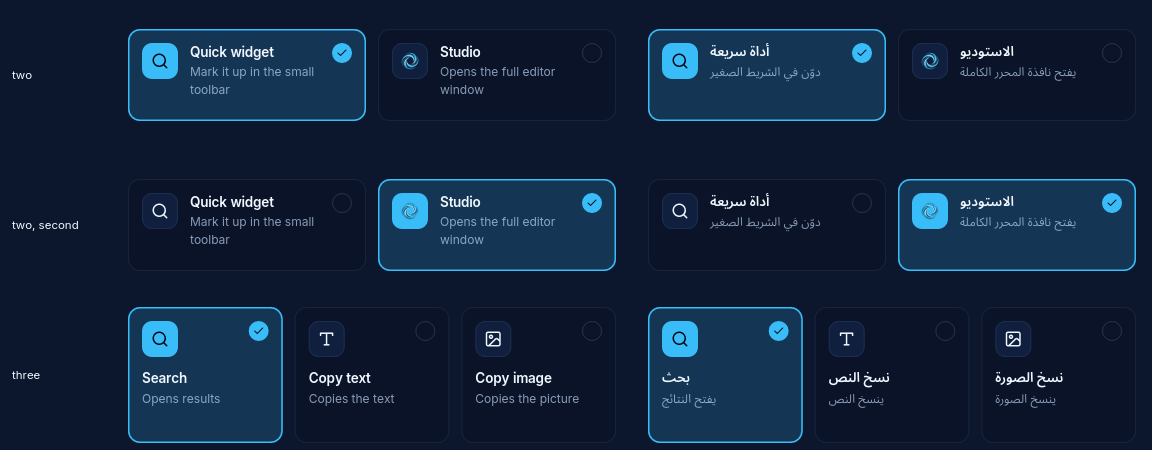 two
Quick widget
Mark it up in the small
toolbar
Studio
Opens the full editor
window
أداة سريعة
دوّن في الشريط الصغير
الاستوديو
يفتح نافذة المحرر الكاملة
two, second
Quick widget
Mark it up in the small
toolbar
Studio
Opens the full editor
window
أداة سريعة
دوّن في الشريط الصغير
الاستوديو
يفتح نافذة المحرر الكاملة
three
Search
Opens results
Copy text
Copies the text
Copy image
Copies the picture
بحث
يفتح النتائج
نسخ النص
ينسخ النص
نسخ الصورة
ينسخ الصورة